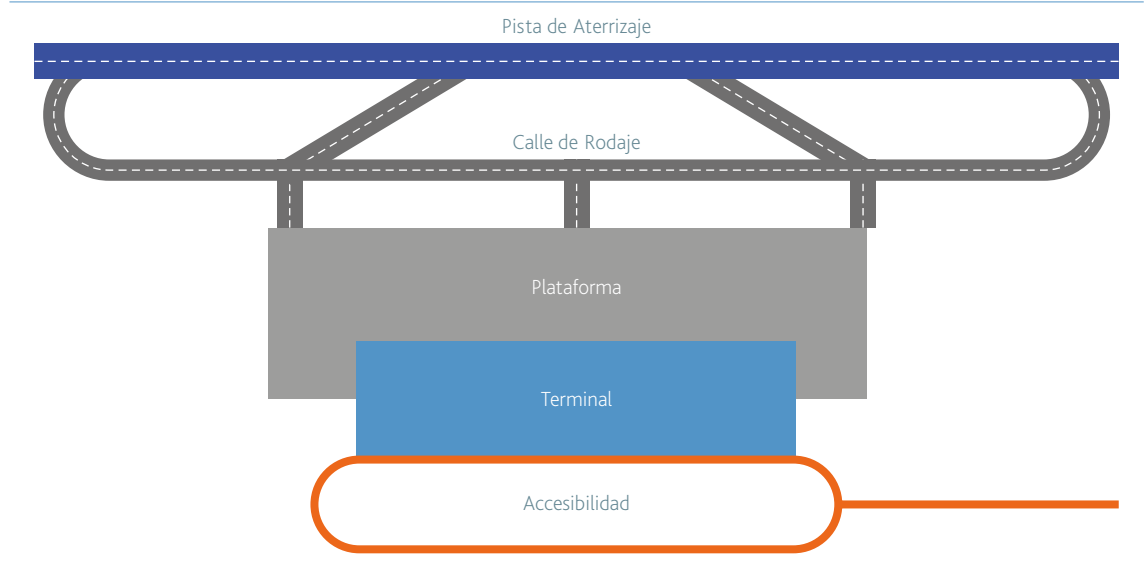 Pista de Aterrizaje
Calle de Rodaje
Plataforma
Terminal
Accesibilidad